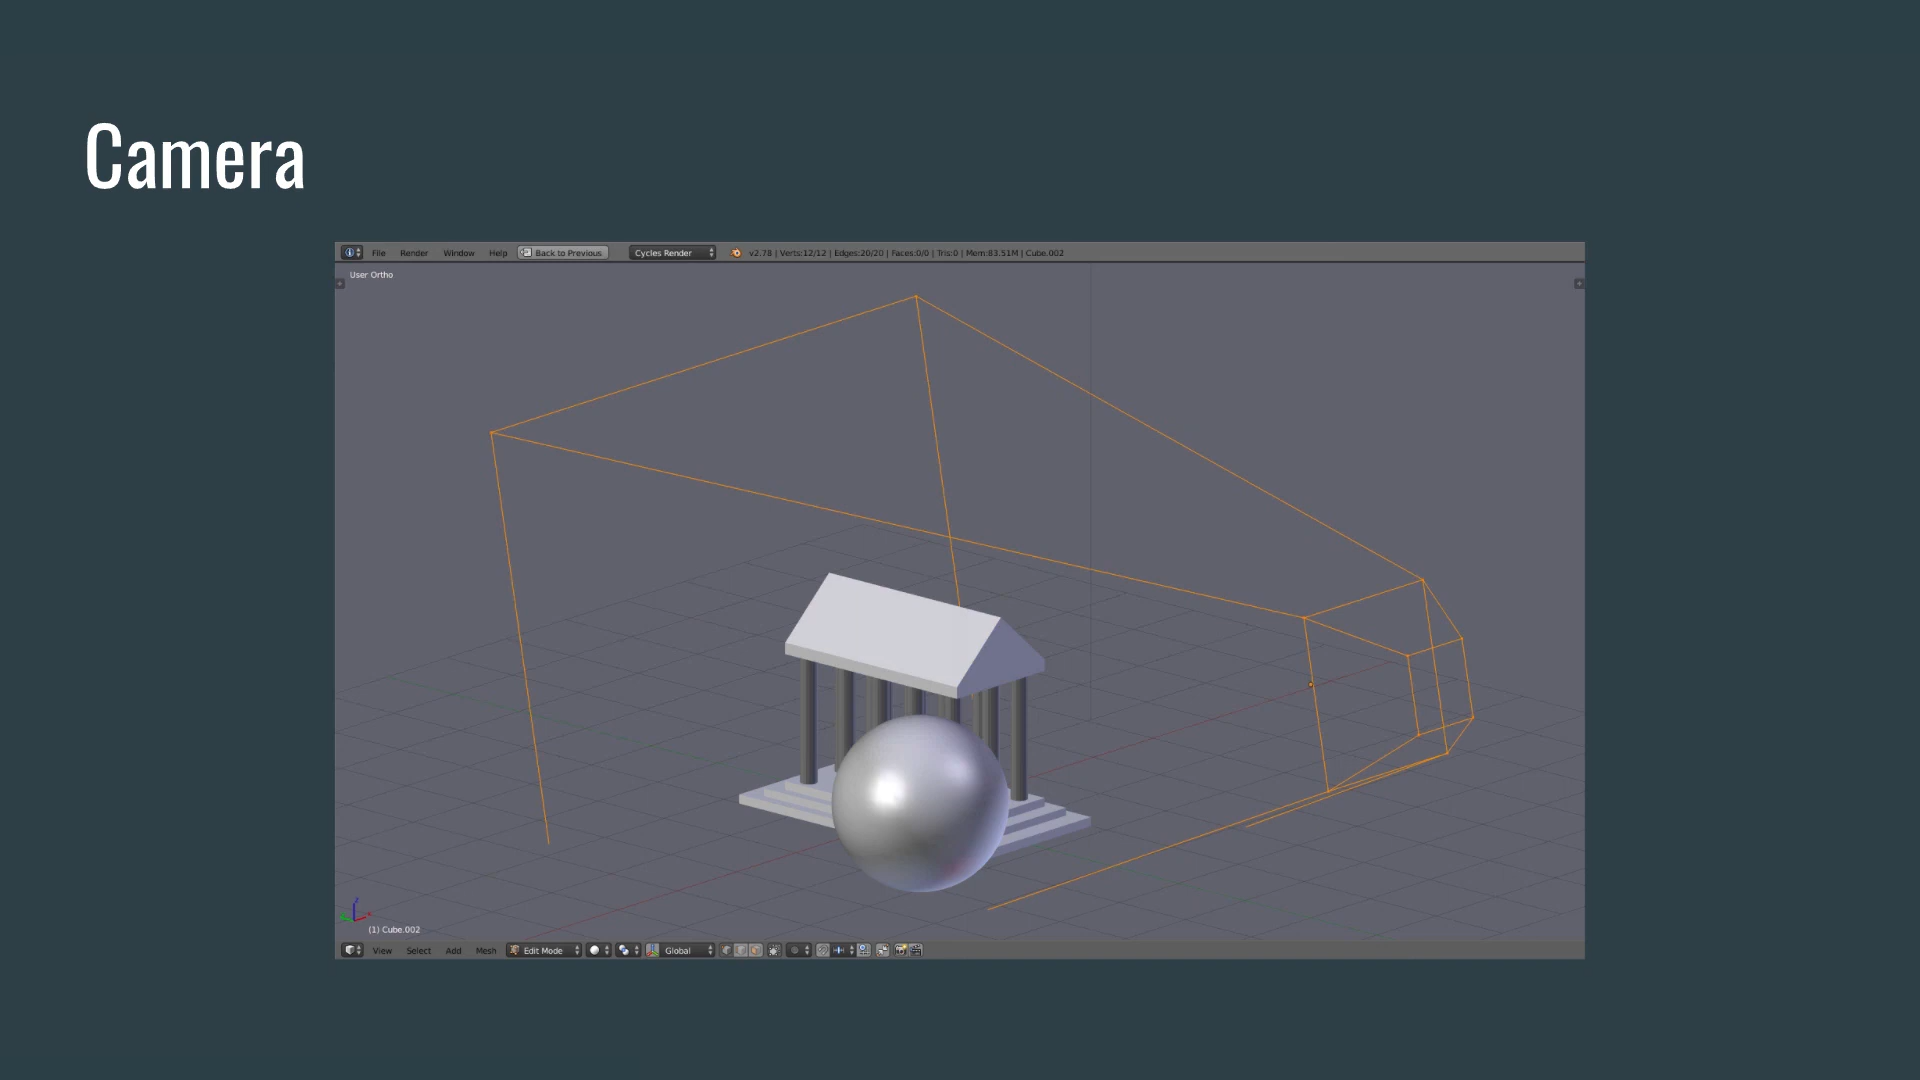 Camera
File Render Window Help Back to Previous Cycles Render v2.78 | Verts:12/12 | Edges:20/20 | Faces:0/0 | Tris:0 | Mem:83.51M | Cube.002
User Ortho
(1) Cube.002
View Select Add Mesh Edit Mode Global